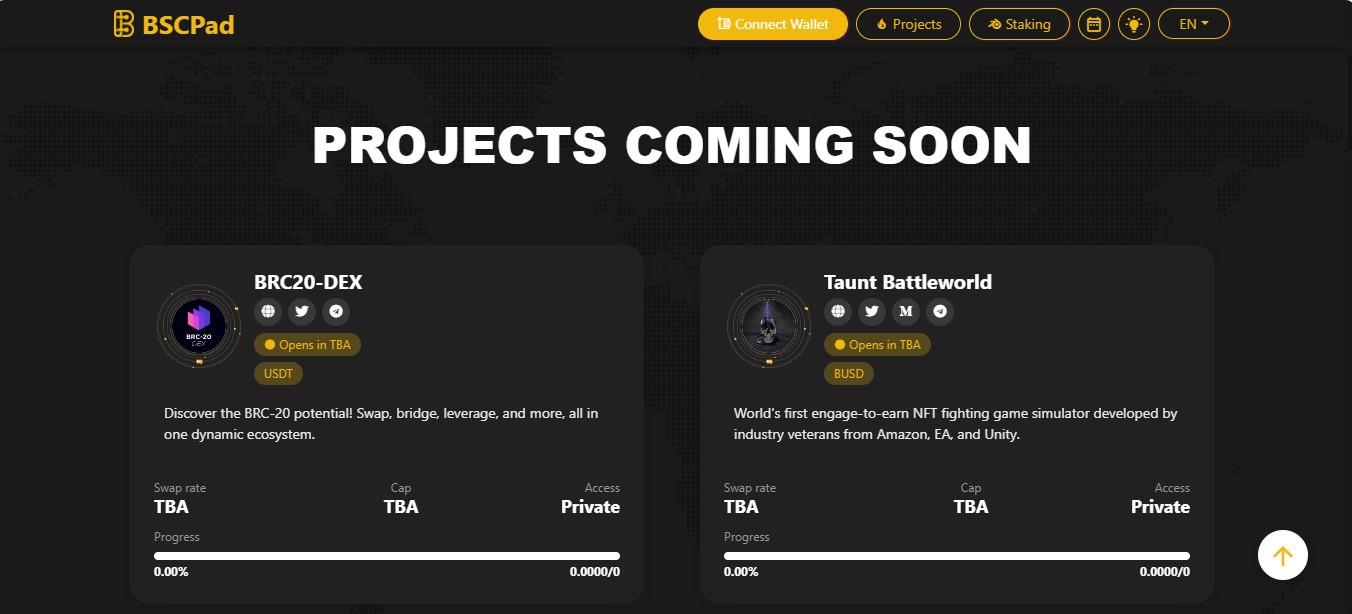 BSCPad
Connect Wallet
Projects
Staking
EN
PROJECTS COMING SOON
BRC20-DEX
BRC-20
DEX
Opens in TBA
USDT
Discover the BRC-20 potential! Swap, bridge, leverage, and more, all in
one dynamic ecosystem.
Swap rate Cap Access
TBA TBA Private
Progress
0.00% 0.0000/0
Taunt Battleworld
M
Opens in TBA
BUSD
World's first engage-to-earn NFT fighting game simulator developed by
industry veterans from Amazon, EA, and Unity.
Swap rate Cap Access
TBA TBA Private
Progress
0.00% 0.0000/0